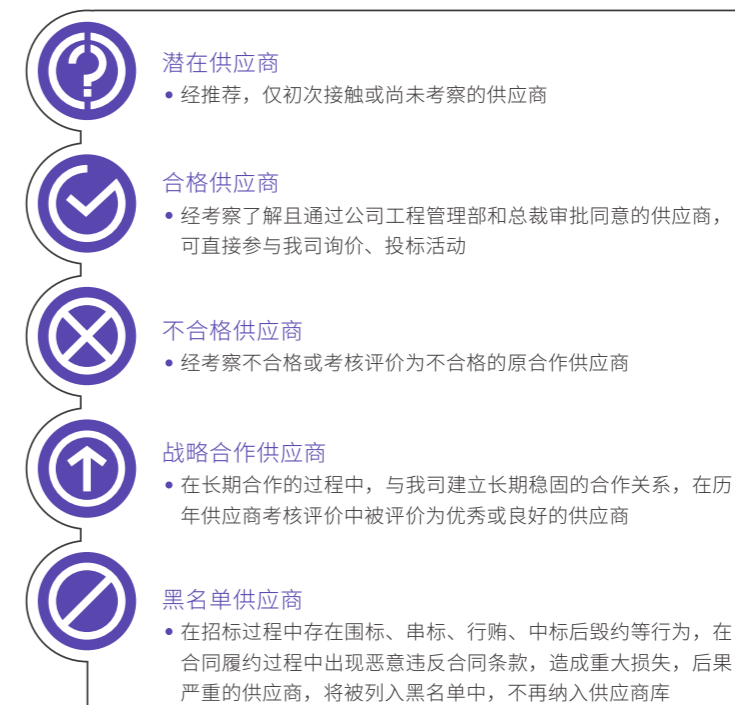 潜在供应商
• 经推荐，仅初次接触或尚未考察的供应商
合格供应商
• 经考察了解且通过公司工程管理部和总裁审批同意的供应商，
可直接参与我司询价、投标活动
不合格供应商
• 经考察不合格或考核评价为不合格的原合作供应商
战略合作供应商
• 在长期合作的过程中，与我司建立长期稳固的合作关系，在历
年供应商考核评价中被评价为优秀或良好的供应商
黑名单供应商
• 在招标过程中存在围标、串标、行贿、中标后毁约等行为，在
合同履约过程中出现恶意违反合同条款，造成重大损失，后果
严重的供应商，将被列入黑名单中，不再纳入供应商库